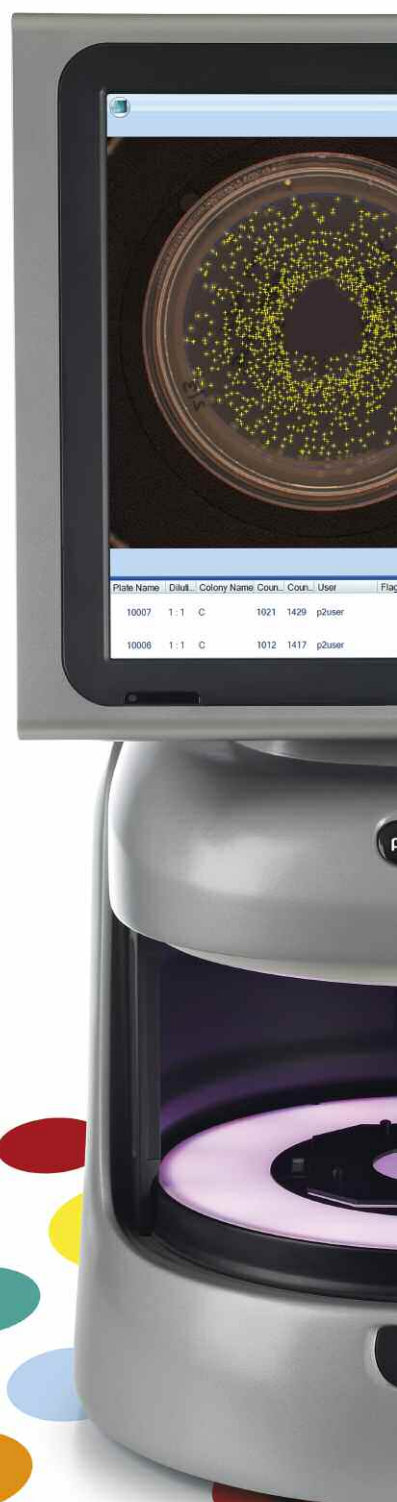 Plate Name Diluti... Colony Name Coun... Coun... User Flag
10007 1 : 1 C 1021 1429 p2user
10006 1 : 1 C 1012 1417 p2user